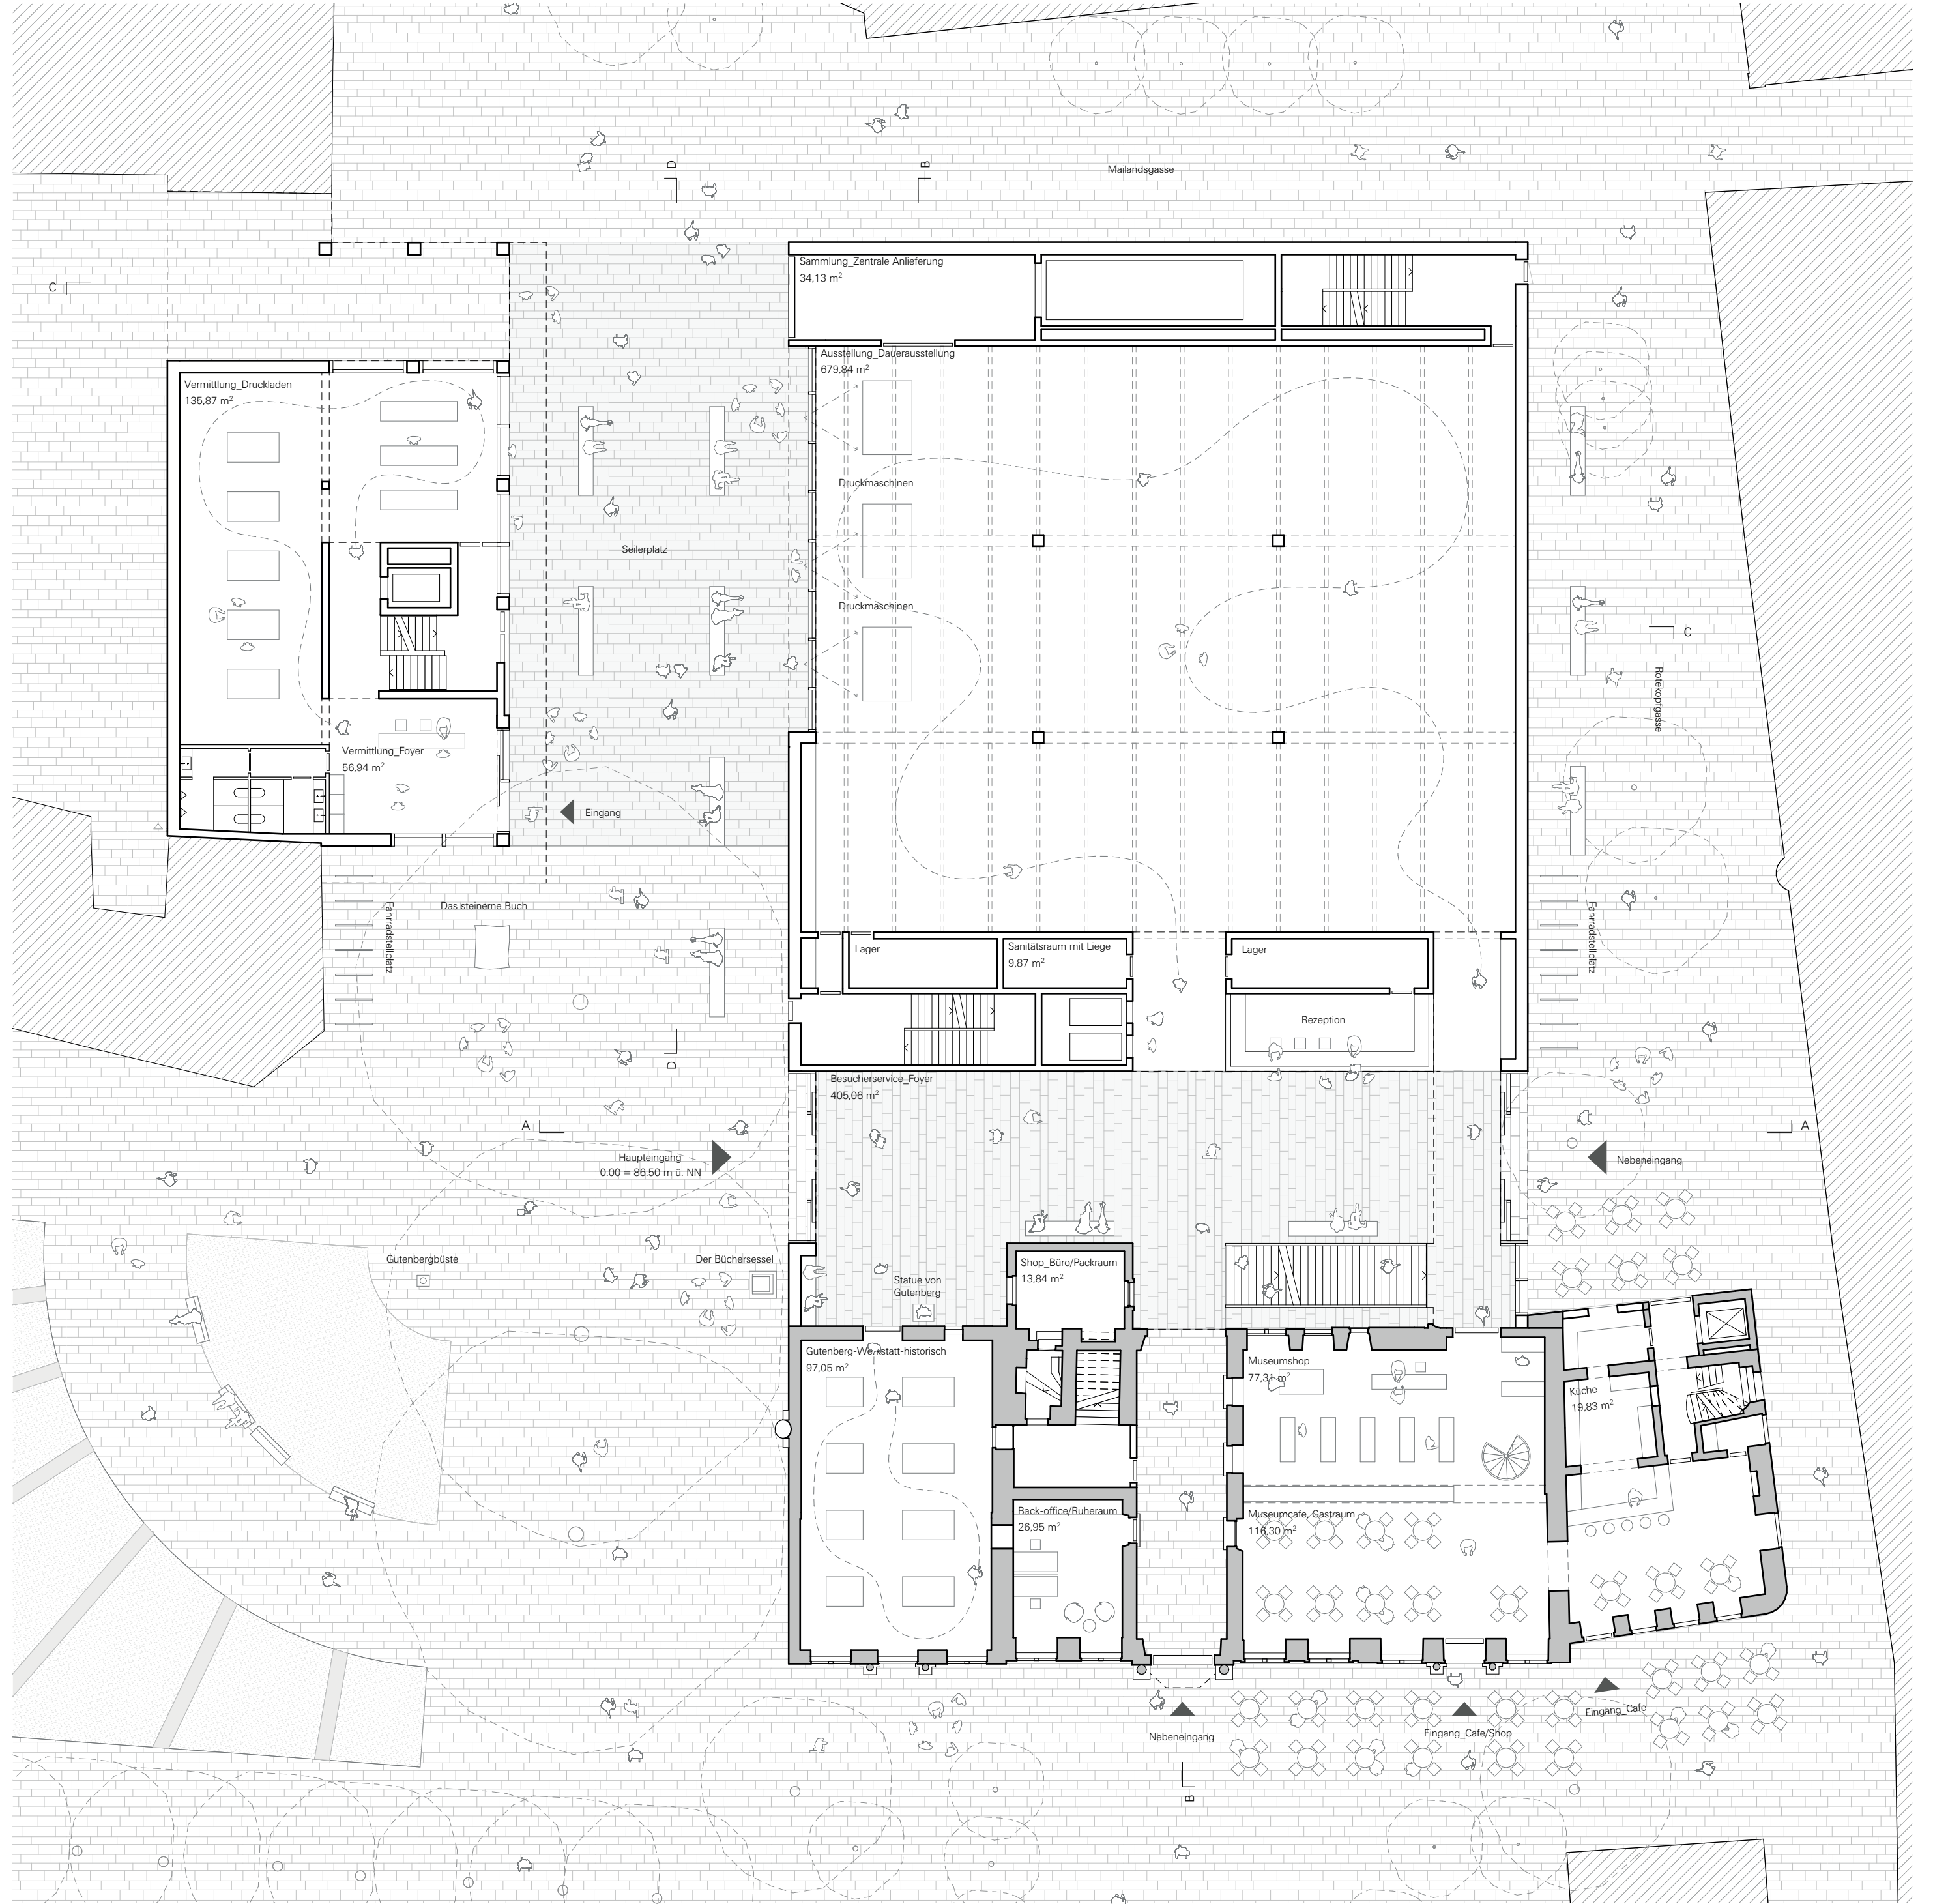 Mailandsgasse
D
B
Sammlung_Zentrale Anlieferung
34,13 m²
C
Ausstellung_Dauerausstellung
679,84 m²
Vermittlung_Druckladen
135,87 m²
Druckmaschinen
Seilerplatz
Druckmaschinen
C
Rotekopfgasse
Vermittlung_Foyer
56,94 m²
Eingang
Das steinerne Buch
Fahrradstellplatz
Fahrradstellplatz
Lager
Sanitätsraum mit Liege
9,87 m²
Lager
Rezeption
D
Besucherservice_Foyer
405,06 m²
A
A
Haupteingang
0.00 = 86.50 m ü. NN
Nebeneingang
Gutenbergbüste
Der Büchersessel
Statue von
Gutenberg
Shop_Büro/Packraum
13,84 m²
Gutenberg-Werkstatt-historisch
97,05 m²
Museumshop
77,31 m²
Küche
19,83 m²
Back-office/Ruheraum
26,95 m²
Museumcafe, Gastraum
116,30 m²
Nebeneingang
Eingang_Cafe/Shop
Eingang_Cafe
B